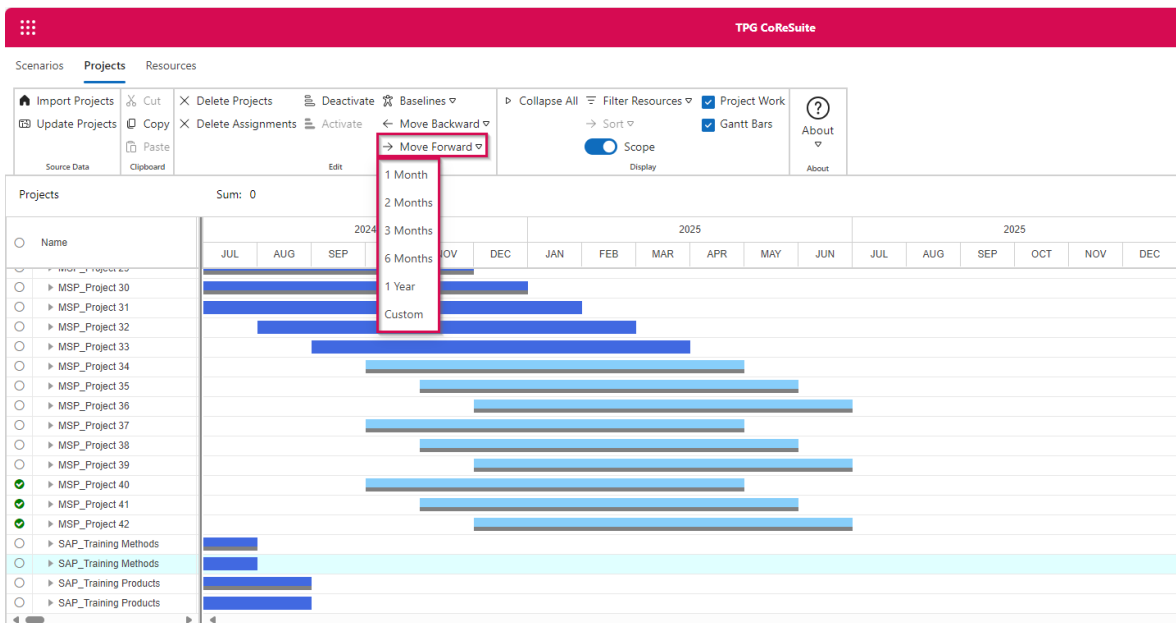 TPG CoReSuite
Scenarios Projects Resources
Import Projects Cut Delete Projects Deactivate Baselines Collapse All Filter Resources Project Work
Update Projects Copy Delete Assignments Activate Move Backward Sort Gantt Bars About
Paste Move Forward Scope
Source Data Clipboard Edit Display About
1 Month
2 Months
3 Months
6 Months
1 Year
Custom
Projects Sum: 0
Name
2024 2025 2025
JUL AUG SEP NOV DEC JAN FEB MAR APR MAY JUN JUL AUG SEP OCT NOV DEC
MSP_Project 29
MSP_Project 30
MSP_Project 31
MSP_Project 32
MSP_Project 33
MSP_Project 34
MSP_Project 35
MSP_Project 36
MSP_Project 37
MSP_Project 38
MSP_Project 39
MSP_Project 40
MSP_Project 41
MSP_Project 42
SAP_Training Methods
SAP_Training Methods
SAP_Training Products
SAP_Training Products